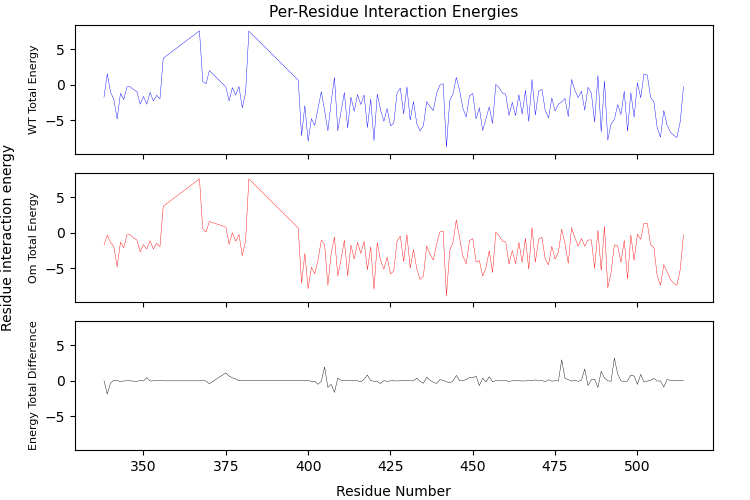 Per-Residue Interaction Energies
Residue interaction energy
WT Total Energy
5
0
−5
Om Total Energy
5
0
−5
Energy Total Difference
5
0
−5
350 375 400 425 450 475 500
Residue Number